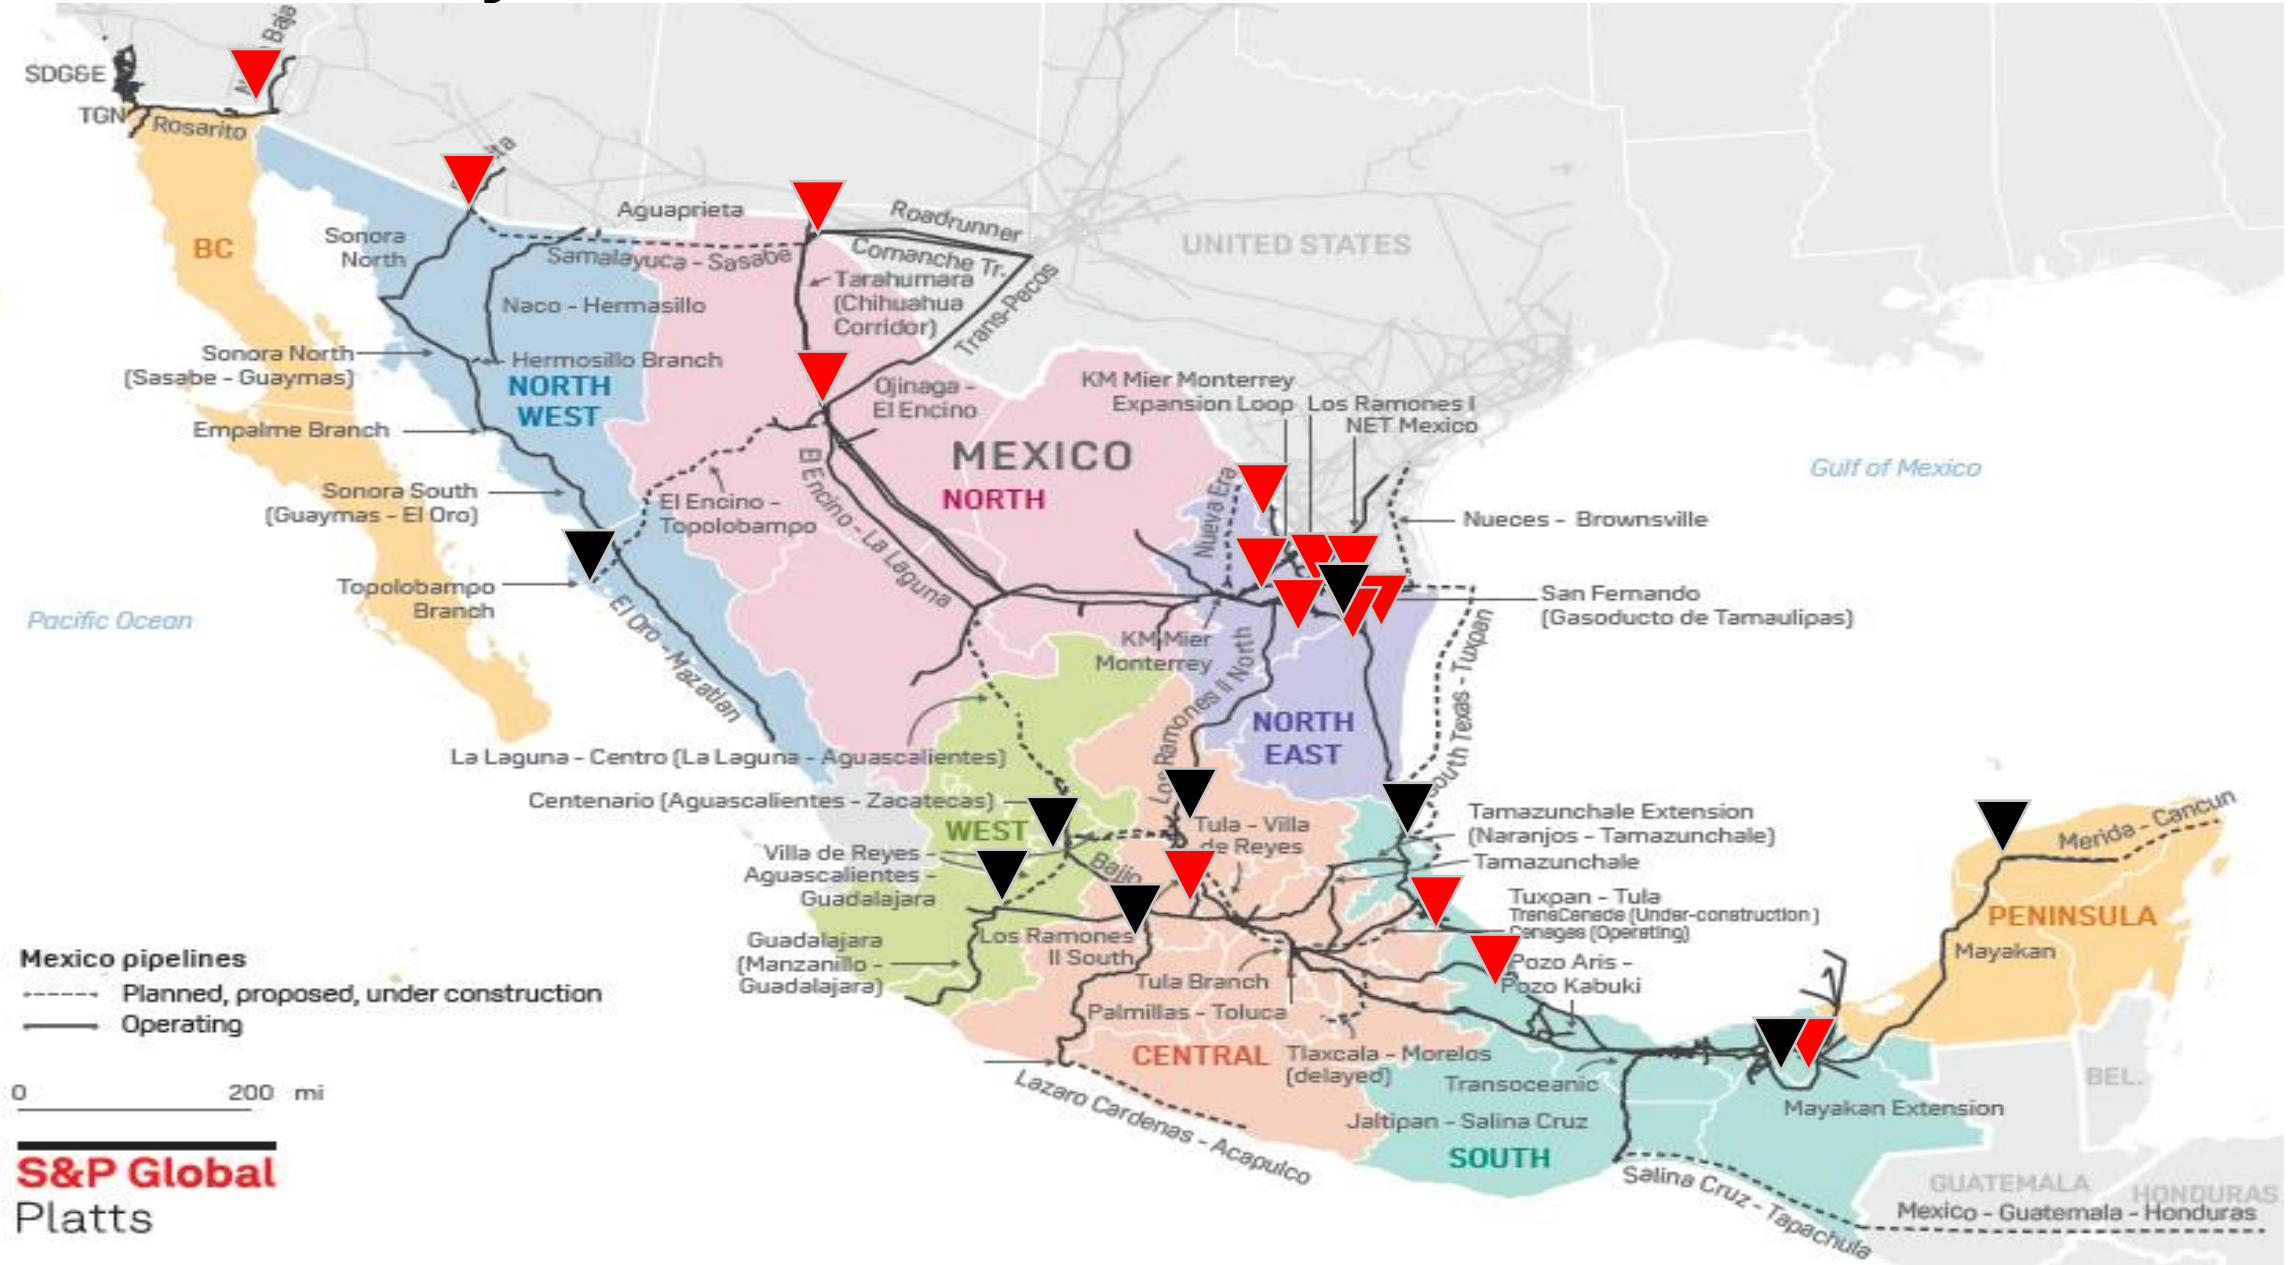 Baja
SDG&E
TGN
Rosarito
BC
Sonora
North
Aguaprieta
Samalayuca - Sasabe
Roadrunner
Comanche Tr.
Tarahumara
(Chihuahua
Corridor)
Trans-Pecos
UNITED STATES
Naco - Hermasillo
Sonora North
(Sasabe - Guaymas)
Hermosillo Branch
NORTH
WEST
Empalme Branch
Ojinaga -
El Encino
KM Mier Monterrey
Expansion Loop
Los Ramones I
NET Mexico
MEXICO
NORTH
Gulf of Mexico
Sonora South
(Guaymas - El Oro)
El Encino -
Topolobampo
El Encino - La Laguna
Nueva Era
Nueces - Brownsville
Topolobampo
Branch
Pacific Ocean
El Oro - Mazatlan
KM Mier
Monterrey
San Fernando
(Gasoducto de Tamaulipas)
South Texas - Tuxpan
Los Ramones II North
NORTH
EAST
La Laguna - Centro (La Laguna - Aguascalientes)
Centenario (Aguascalientes - Zacatecas)
WEST
Tula - Villa
de Reyes
Tamazunchale Extension
(Naranjos - Tamazunchale)
Tamazunchale
Villa de Reyes -
Aguascalientes -
Guadalajara
Bajio
Tuxpan - Tula
TransCanada (Under-construction )
Cenagas (Operating)
Merida - Cancun
PENINSULA
Mayakan
Guadalajara
(Manzanillo -
Guadalajara)
Los Ramones
II South
Tula Branch
Palmillas - Toluca
Pozo Aris -
Pozo Kabuki
CENTRAL
Tlaxcala - Morelos
(delayed)
Transoceanic
Jaltipan - Salina Cruz
SOUTH
Lazaro Cardenas - Acapulco
Mayakan Extension
BEL.
Salina Cruz - Tapachula
GUATEMALA
HONDURAS
Mexico - Guatemala - Honduras
Mexico pipelines
Planned, proposed, under construction
Operating
0 200 mi
S&P Global
Platts